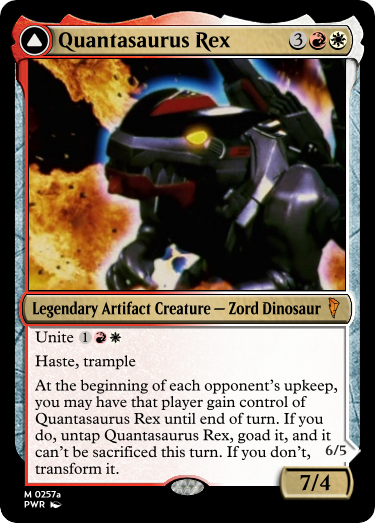 Quantasaurus Rex 3
Legendary Artifact Creature — Zord Dinosaur
Unite 1
Haste, trample
At the beginning of each opponent's upkeep,
you may have that player gain control of
Quantasaurus Rex until end of turn. If you
do, untap Quantasaurus Rex, goad it, and it
can't be sacrificed this turn. If you don't,
transform it.
6/5
7/4
M 0257a
PWR